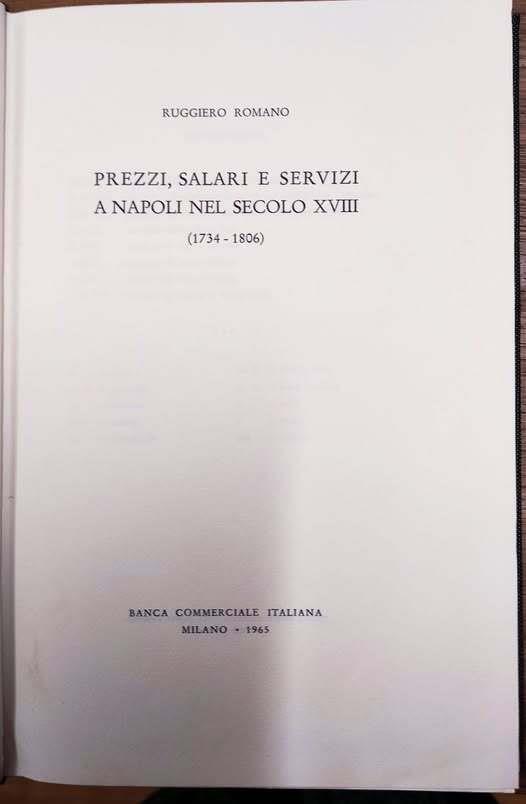 RUGGIERO ROMANO
PREZZI, SALARI E SERVIZI
A NAPOLI NEL SECOLO XVIII
(1734 - 1806)
BANCA COMMERCIALE ITALIANA
MILANO • 1965